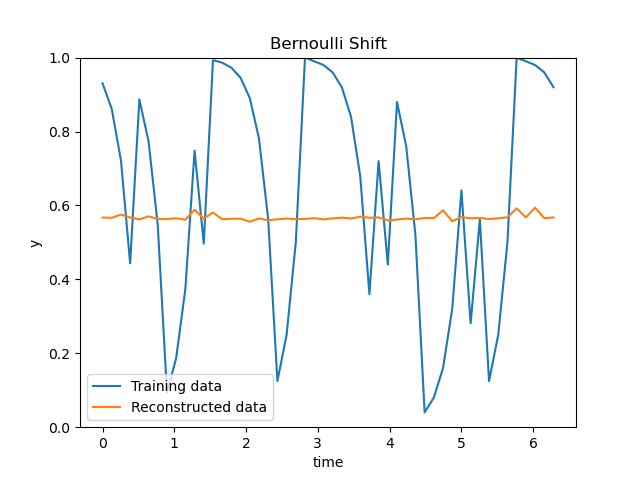 Bernoulli Shift
1.0
0.8
0.6
0.4
0.2
0.0
y
Training data
Reconstructed data
0 1 2 3 4 5 6
time